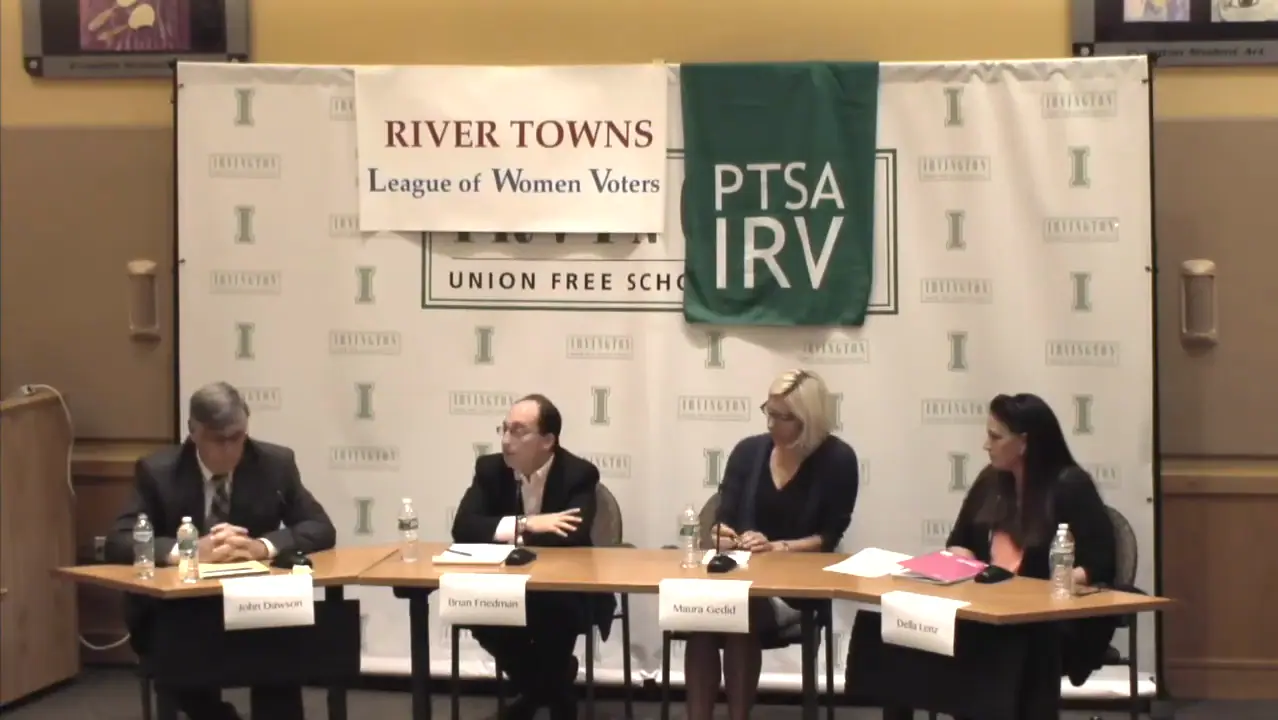 RIVER TOWNS
League of Women Voters
PTSA
IRV
UNION FREE SCHO
I
IRVINGTON
John Dawson
Brian Friedman
Maura Gedid
Della Lenz